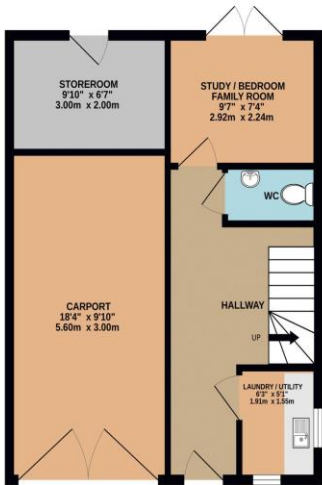 STOREROOM
9'10" x 6'7"
3.00m x 2.00m
STUDY / BEDROOM
FAMILY ROOM
9'7" x 7'4"
2.92m x 2.24m
WC
CARPORT
18'4" x 9'10"
5.60m x 3.00m
HALLWAY
UP
LAUNDRY / UTILITY
6'3" x 5'1"
1.91m x 1.55m